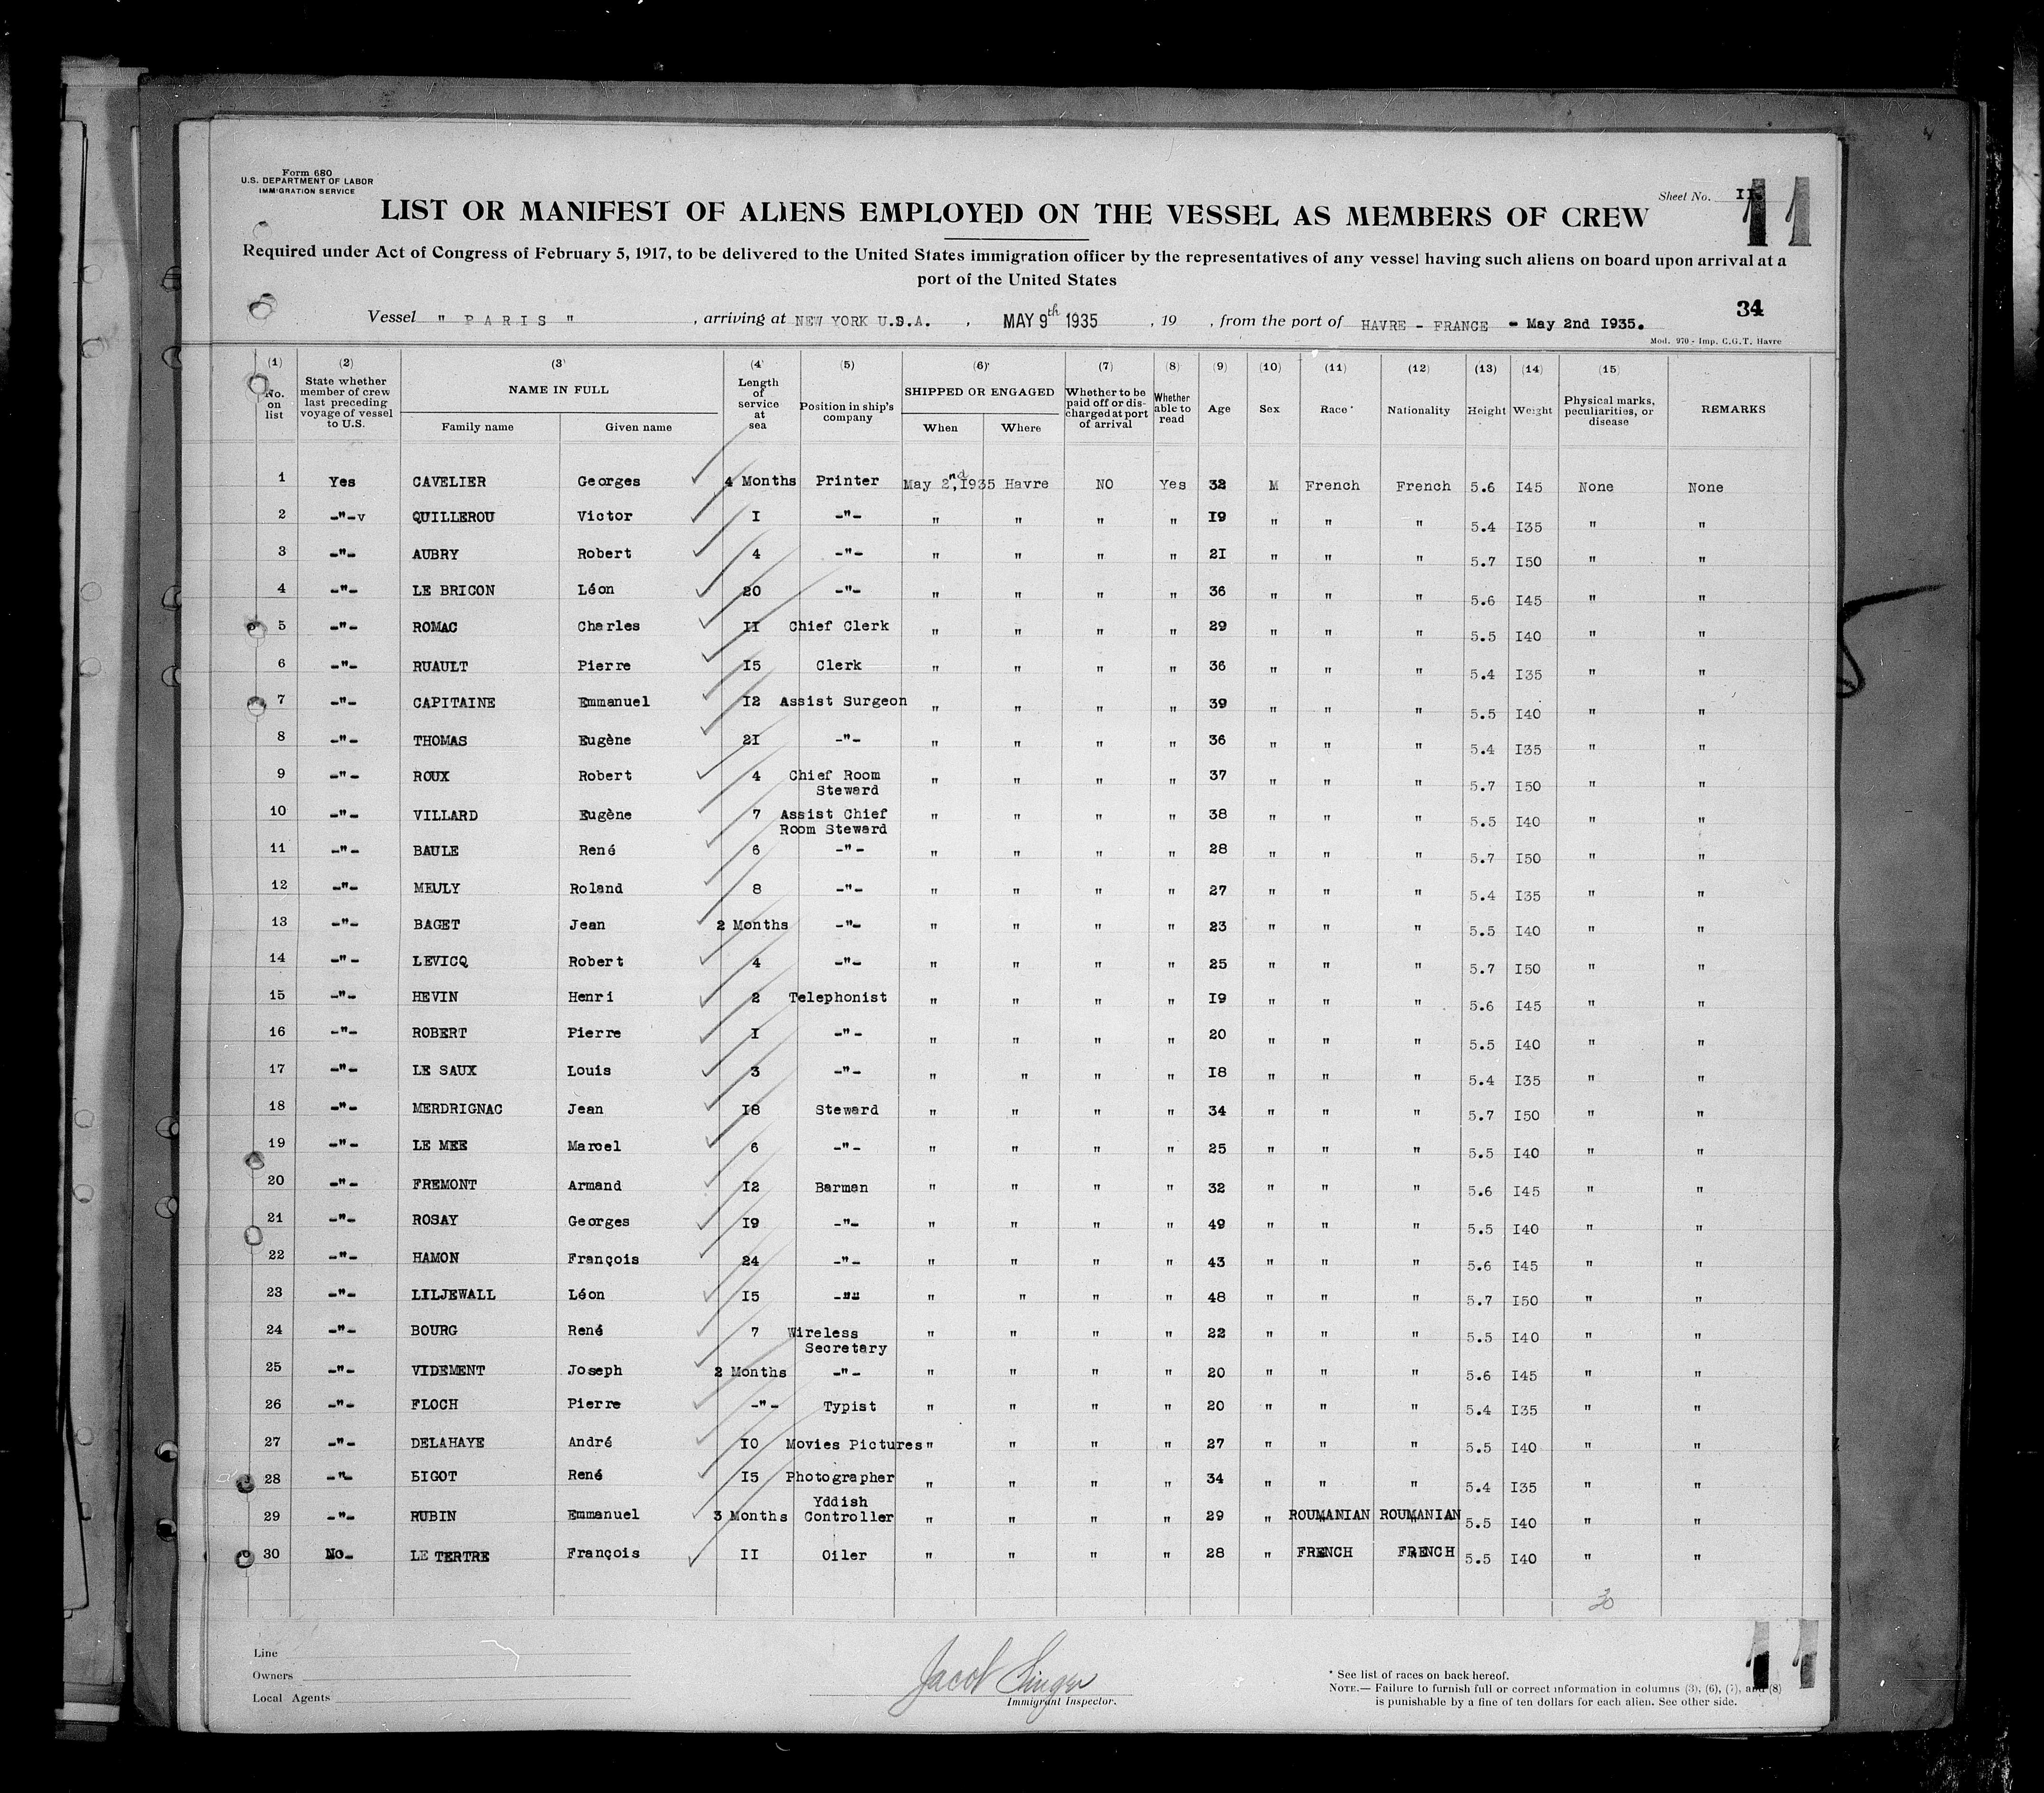 Form 680
U.S. DEPARTMENT OF LABOR
IMMIGRATION SERVICE
Sheet No. II
11
LIST OR MANIFEST OF ALIENS EMPLOYED ON THE VESSEL AS MEMBERS OF CREW
Required under Act of Congress of February 5, 1917, to be delivered to the United States immigration officer by the representatives of any vessel having such aliens on board upon arrival at a
port of the United States
34
Vessel " PARIS " , arriving at NEW YORK U.S.A. , MAY 9th 1935 , 19 , from the port of HAVRE - FRANCE - May 2nd 1935.
Mod. 970 - Imp. C.G.T. Havre
(1) (2) (3) (4) (5) (6) (7) (8) (9) (10) (11) (12) (13) (14) (15)
No. on list | State whether member of crew last preceding voyage of vessel to U.S. | NAME IN FULL | Length of service at sea | Position in ship's company | SHIPPED OR ENGAGED | Whether to be paid off or discharged at port of arrival | Whether able to read | Age | Sex | Race* | Nationality | Height | Weight | Physical marks, peculiarities, or disease | REMARKS
Family name | Given name | When | Where
1 Yes CAVELIER Georges 4 Months Printer May 2nd,1935 Havre NO Yes 32 M French French 5.6 I45 None None
2 -"-v QUILLEROU Victor I -"- " " " " I9 " " " 5.4 I35 " "
3 -"- AUBRY Robert 4 -"- " " " " 2I " " " 5.7 I50 " "
4 -"- LE BRICON Léon 20 -"- " " " " 36 " " " 5.6 I45 " "
5 -"- ROMAC Charles II Chief Clerk " " " " 29 " " " 5.5 I40 " "
6 -"- RUAULT Pierre I5 Clerk " " " " 36 " " " 5.4 I35 " "
7 -"- CAPITAINE Emmanuel I2 Assist Surgeon " " " " 39 " " " 5.5 I40 " "
8 -"- THOMAS Eugène 2I -"- " " " " 36 " " " 5.4 I35 " "
9 -"- ROUX Robert 4 Chief Room Steward " " " " 37 " " " 5.7 I50 " "
10 -"- VILLARD Eugène 7 Assist Chief Room Steward " " " " 38 " " " 5.5 I40 " "
11 -"- BAULE René 6 -"- " " " " 28 " " " 5.7 I50 " "
12 -"- MEULY Roland 8 -"- " " " " 27 " " " 5.4 I35 " "
13 -"- BAGET Jean 2 Months -"- " " " " 23 " " " 5.5 I40 " "
14 -"- LEVICQ Robert 4 -"- " " " " 25 " " " 5.7 I50 " "
15 -"- HEVIN Henri 2 Telephonist " " " " I9 " " " 5.6 I45 " "
16 -"- ROBERT Pierre I -"- " " " " 20 " " " 5.5 I40 " "
17 -"- LE SAUX Louis 3 -"- " " " " I8 " " " 5.4 I35 " "
18 -"- MERDRIGNAC Jean I8 Steward " " " " 34 " " " 5.7 I50 " "
19 -"- LE MEE Marcel 6 -"- " " " " 25 " " " 5.5 I40 " "
20 -"- FREMONT Armand I2 Barman " " " " 32 " " " 5.6 I45 " "
21 -"- ROSAY Georges I9 -"- " " " " 49 " " " 5.5 I40 " "
22 -"- HAMON François 24 -"- " " " " 43 " " " 5.6 I45 " "
23 -"- LILJEWALL Léon I5 -"" " " " " 48 " " " 5.7 I50 " "
24 -"- BOURG René 7 Wireless Secretary " " " " 22 " " " 5.5 I40 " "
25 -"- VIDEMENT Joseph 2 Months -"- " " " " 20 " " " 5.6 I45 " "
26 -"- FLOCH Pierre -"- Typist " " " " 20 " " " 5.4 I35 " "
27 -"- DELAHAYE André I0 Movies Pictures " " " " 27 " " " 5.5 I40 " "
28 -"- BIGOT René I5 Photographer " " " " 34 " " " 5.4 I35 " "
29 -"- RUBIN Emmanuel 3 Months Yddish Controller " " " " 29 " ROUMANIAN ROUMANIAN 5.5 I40 " "
30 No- LE TERTRE François II Oiler " " " " 28 " FRENCH FRENCH 5.5 I40 " "
30
Line
Owners
Local Agents
Jacob Singer
Immigrant Inspector.
* See list of races on back hereof.
NOTE.— Failure to furnish full or correct information in columns (3), (6), (7), and (8)
is punishable by a fine of ten dollars for each alien. See other side.
11